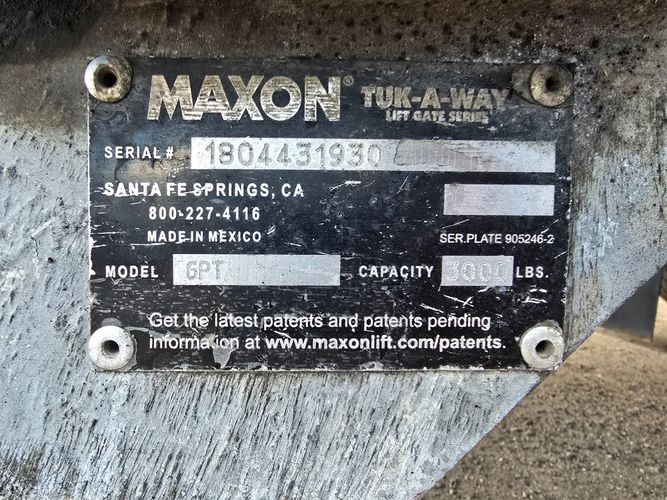 MAXON® TUK-A-WAY
LIFT GATE SERIES
SERIAL # 1804431930
SANTA FE SPRINGS, CA
800-227-4116
MADE IN MEXICO
SER.PLATE 905246-2
MODEL GPT CAPACITY 3000 LBS.
Get the latest patents and patents pending
information at www.maxonlift.com/patents.